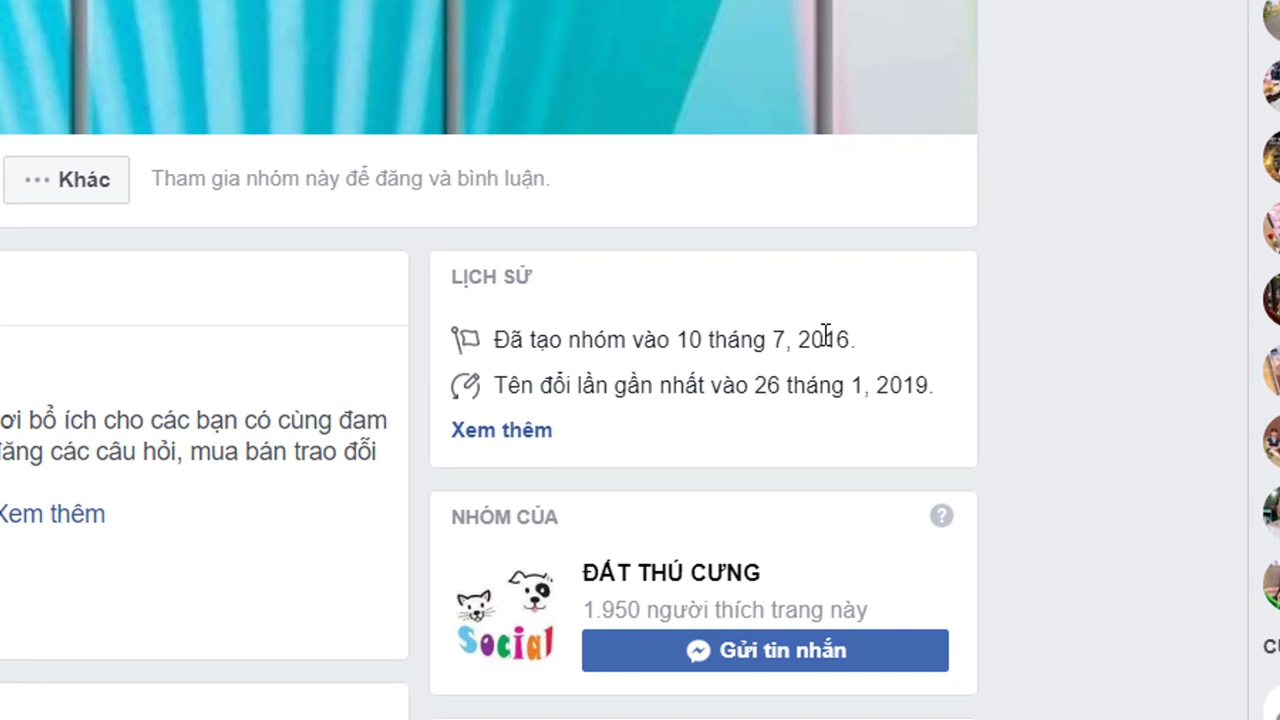 Khác
Tham gia nhóm này để đăng và bình luận.
LỊCH SỬ
Đã tạo nhóm vào 10 tháng 7, 2016.
Tên đổi lần gần nhất vào 26 tháng 1, 2019.
Xem thêm
ơi bổ ích cho các bạn có cùng đam
đăng các câu hỏi, mua bán trao đỗi
Xem thêm
NHÓM CỦA
?
ĐÁT THÚ CƯNG
1.950 người thích trang này
Social
Gửi tin nhắn